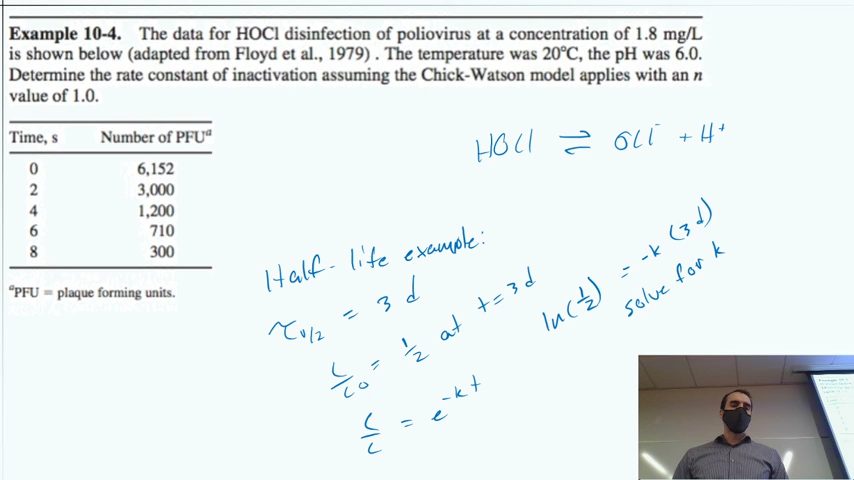 Example 10-4. The data for HOCl disinfection of poliovirus at a concentration of 1.8 mg/L
is shown below (adapted from Floyd et al., 1979) . The temperature was 20°C, the pH was 6.0.
Determine the rate constant of inactivation assuming the Chick-Watson model applies with an n
value of 1.0.
Time, s Number of PFUᵃ
0 6,152
2 3,000
4 1,200
6 710
8 300
ᵃPFU = plaque forming units.
HOCl ⇌ OCl⁻ + H⁺
Half-life example:
τ₁/₂ = 3 d
C/C₀ = 1/2 at t = 3d
C/C = e^-kt
ln(1/2) = -k (3 d)
solve for k